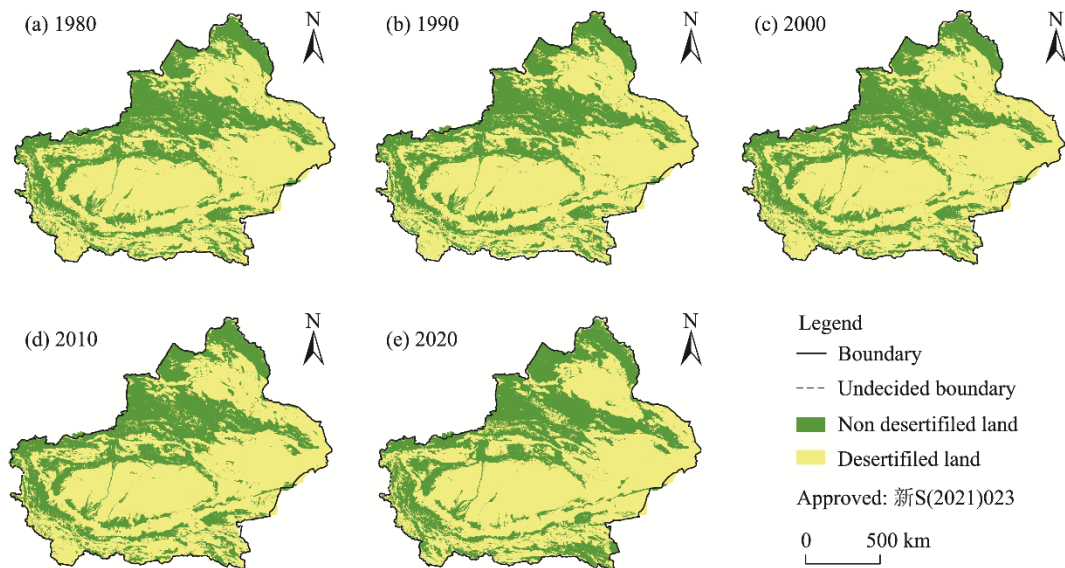 (a) 1980
N
(b) 1990
N
(c) 2000
N
(d) 2010
N
(e) 2020
N
Legend
Boundary
Undecided boundary
Non desertifiled land
Desertifiled land
Approved: 新S(2021)023
0 500 km